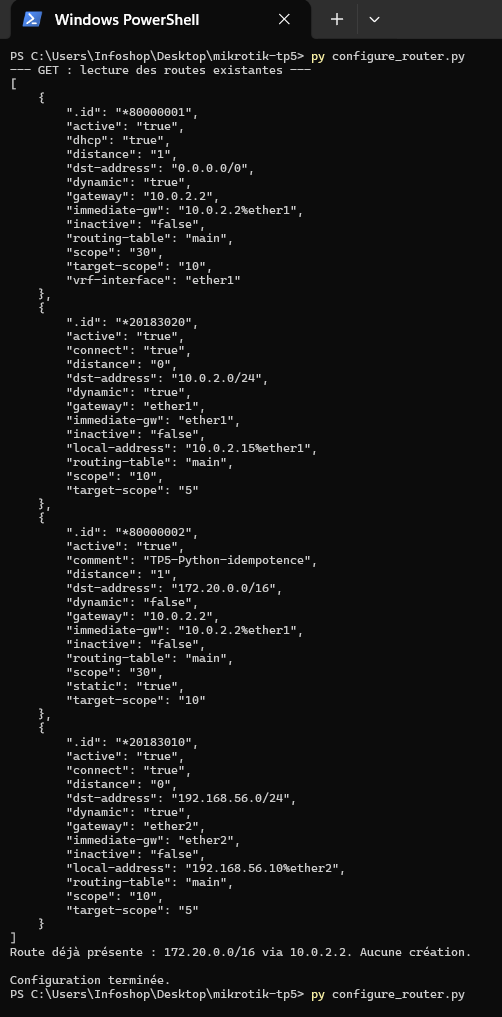 Windows PowerShell
PS C:\Users\Infoshop\Desktop\mikrotik-tp5> py configure_router.py
--- GET : lecture des routes existantes ---
[
    {
        ".id": "*80000001",
        "active": "true",
        "dhcp": "true",
        "distance": "1",
        "dst-address": "0.0.0.0/0",
        "dynamic": "true",
        "gateway": "10.0.2.2",
        "immediate-gw": "10.0.2.2%ether1",
        "inactive": "false",
        "routing-table": "main",
        "scope": "30",
        "target-scope": "10",
        "vrf-interface": "ether1"
    },
    {
        ".id": "*20183020",
        "active": "true",
        "connect": "true",
        "distance": "0",
        "dst-address": "10.0.2.0/24",
        "dynamic": "true",
        "gateway": "ether1",
        "immediate-gw": "ether1",
        "inactive": "false",
        "local-address": "10.0.2.15%ether1",
        "routing-table": "main",
        "scope": "10",
        "target-scope": "5"
    },
    {
        ".id": "*80000002",
        "active": "true",
        "comment": "TP5-Python-idempotence",
        "distance": "1",
        "dst-address": "172.20.0.0/16",
        "dynamic": "false",
        "gateway": "10.0.2.2",
        "immediate-gw": "10.0.2.2%ether1",
        "inactive": "false",
        "routing-table": "main",
        "scope": "30",
        "static": "true",
        "target-scope": "10"
    },
    {
        ".id": "*20183010",
        "active": "true",
        "connect": "true",
        "distance": "0",
        "dst-address": "192.168.56.0/24",
        "dynamic": "true",
        "gateway": "ether2",
        "immediate-gw": "ether2",
        "inactive": "false",
        "local-address": "192.168.56.10%ether2",
        "routing-table": "main",
        "scope": "10",
        "target-scope": "5"
    }
]
Route déjà présente : 172.20.0.0/16 via 10.0.2.2. Aucune création.

Configuration terminée.
PS C:\Users\Infoshop\Desktop\mikrotik-tp5> py configure_router.py